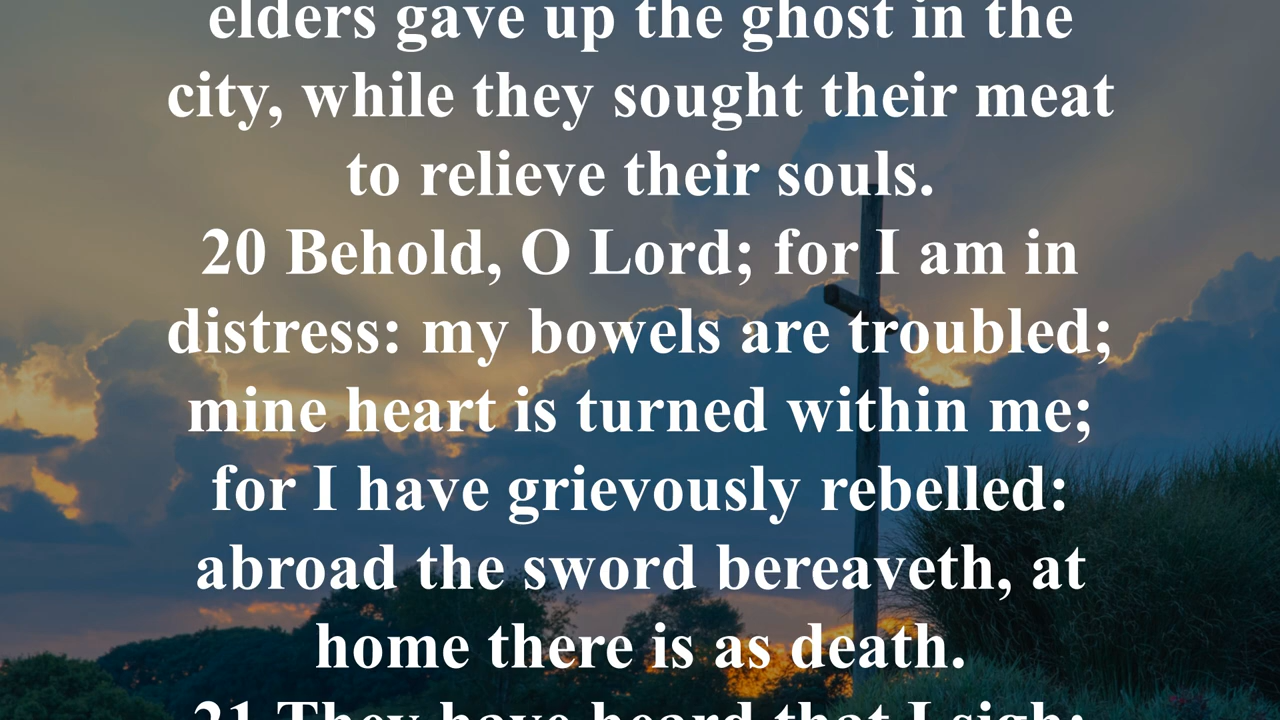 elders gave up the ghost in the
city, while they sought their meat
to relieve their souls.
20 Behold, O Lord; for I am in
distress: my bowels are troubled;
mine heart is turned within me;
for I have grievously rebelled:
abroad the sword bereaveth, at
home there is as death.
21 They have heard that I sigh: